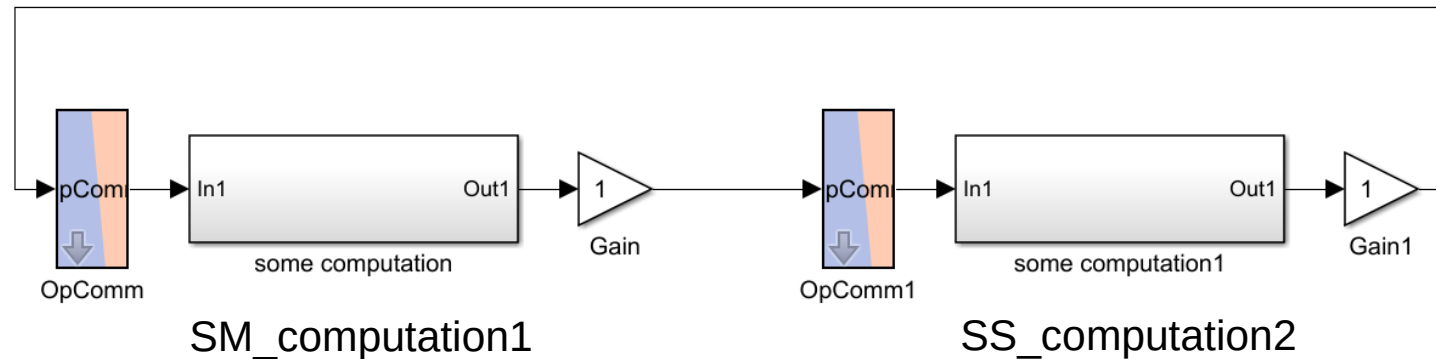 pCom
In1
Out1
1
pCom
In1
Out1
1
OpComm
some computation
Gain
OpComm1
some computation1
Gain1
SM_computation1
SS_computation2